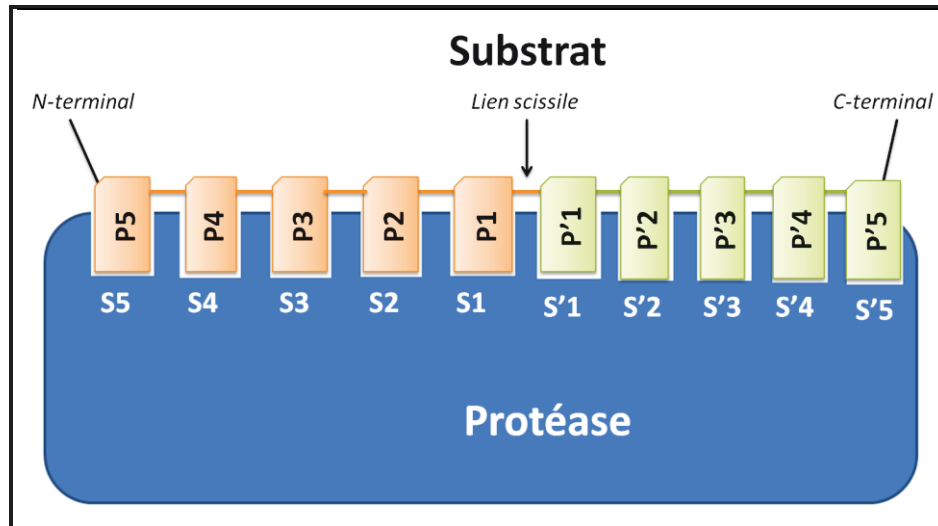 Substrat
N-terminal Lien scissile C-terminal
P5 P4 P3 P2 P1 P'1 P'2 P'3 P'4 P'5
S5 S4 S3 S2 S1 S'1 S'2 S'3 S'4 S'5
Protéase